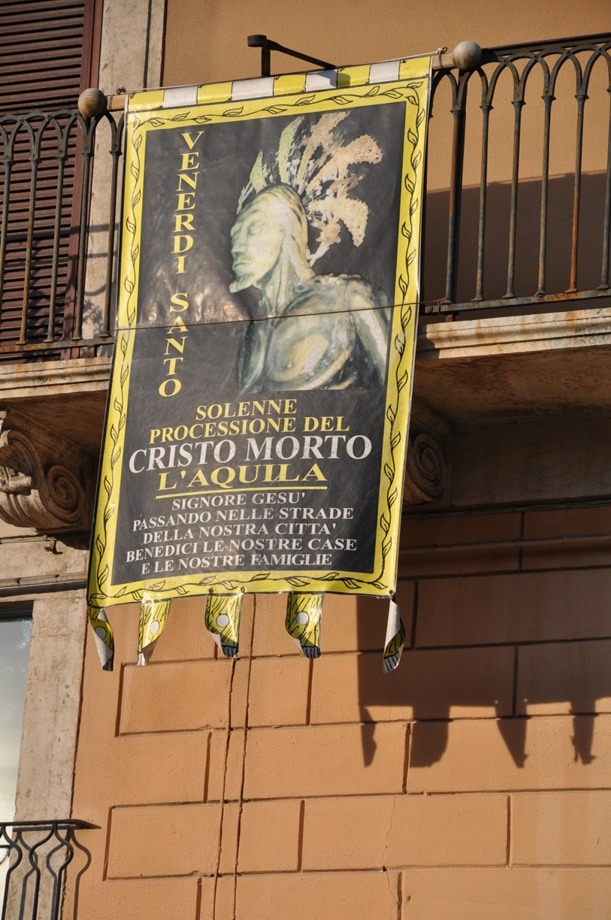 VENERDI SANTO
SOLENNE
PROCESSIONE DEL
CRISTO MORTO
L'AQUILA
SIGNORE GESU'
PASSANDO NELLE STRADE
DELLA NOSTRA CITTA'
BENEDICI LE NOSTRE CASE
E LE NOSTRE FAMIGLIE